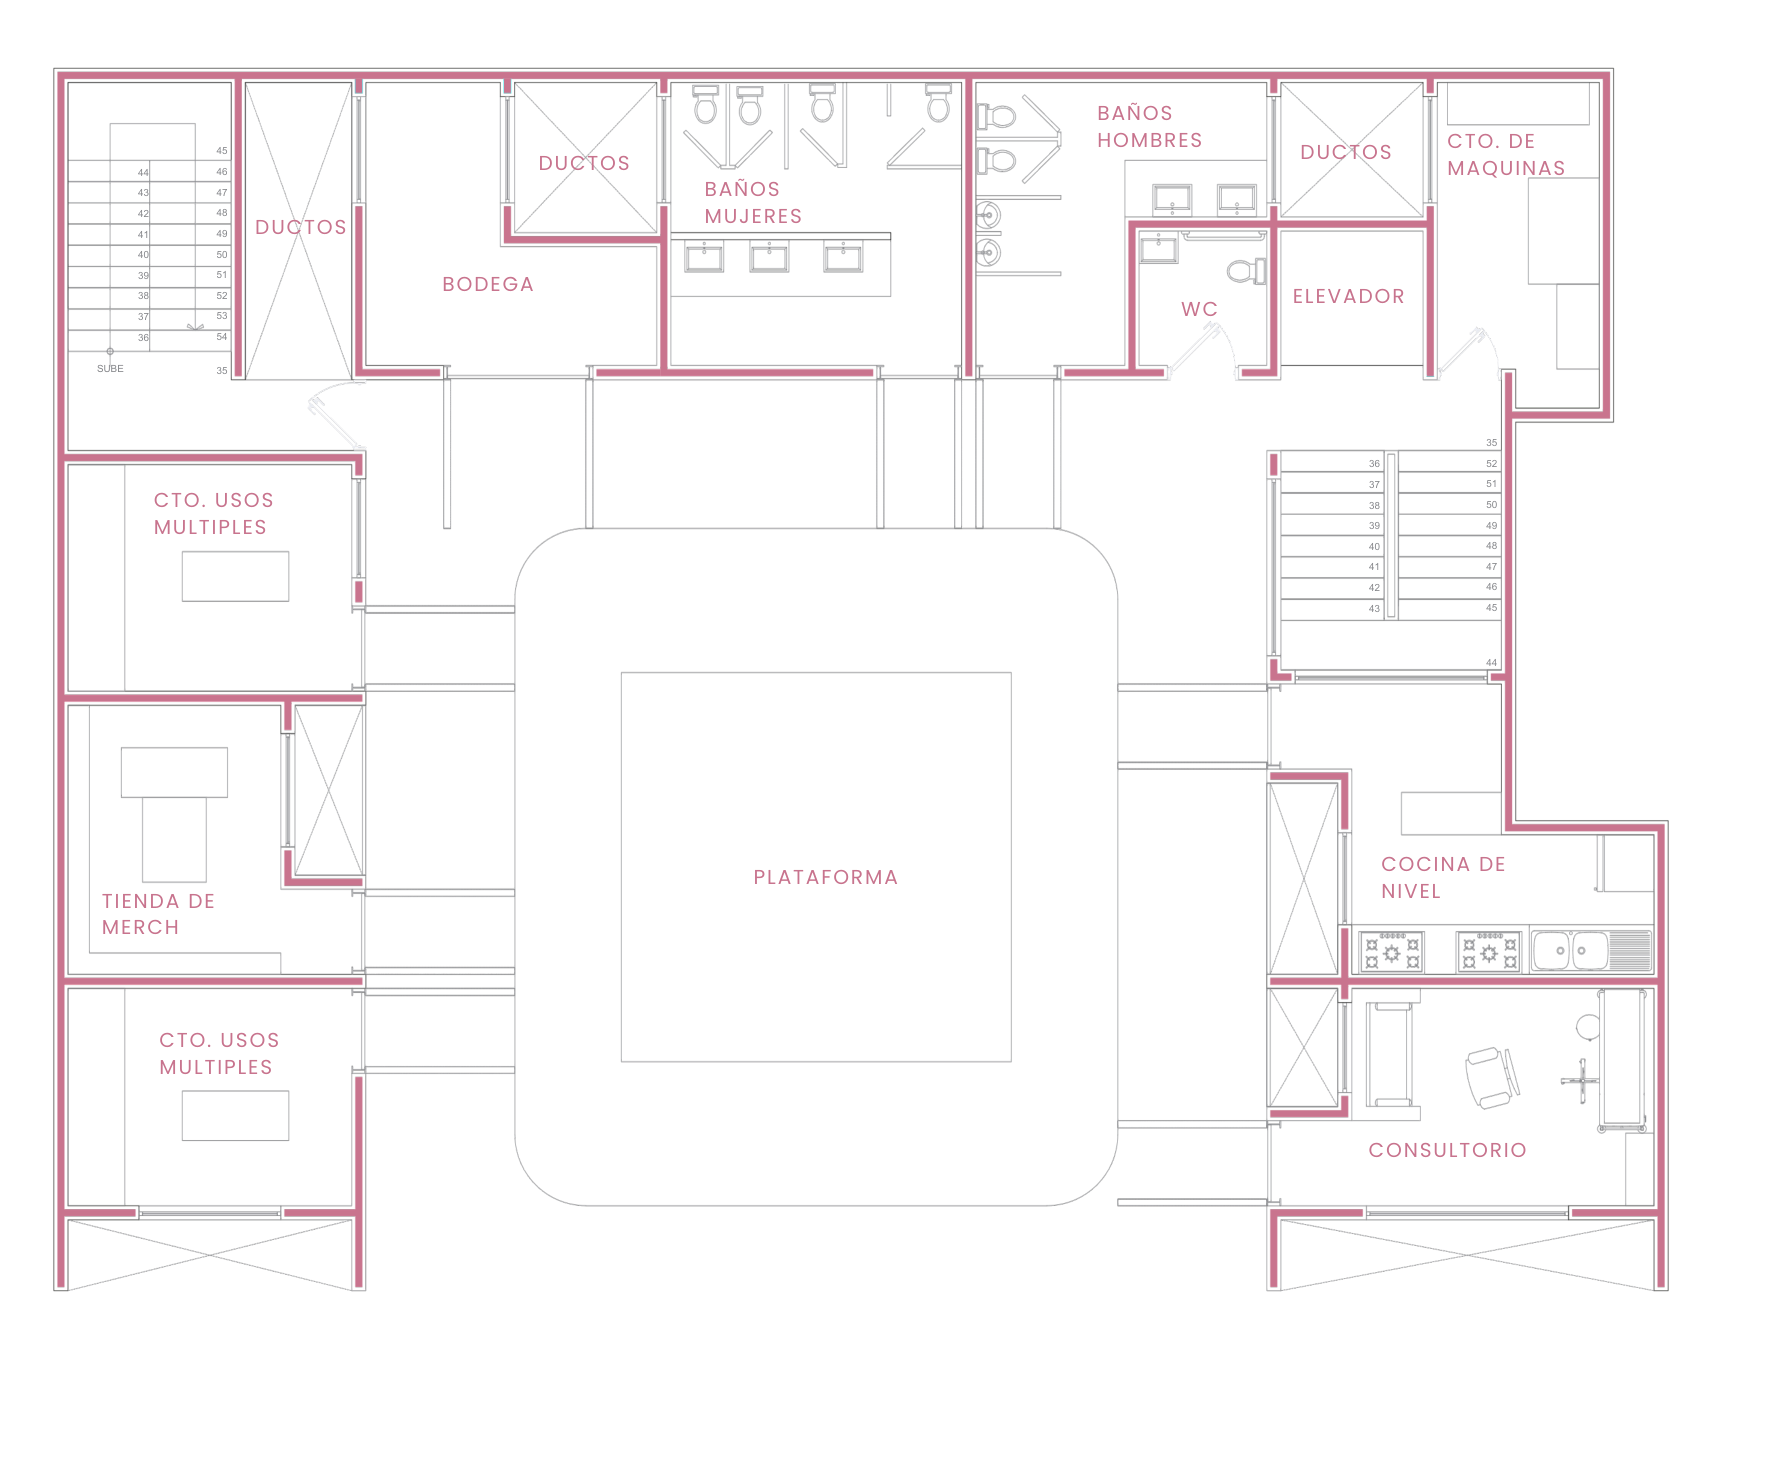 BAÑOS
HOMBRES
CTO. DE
MAQUINAS
DUCTOS
DUCTOS
BAÑOS
MUJERES
DUCTOS
BODEGA
WC
ELEVADOR
45
44 46
43 47
42 48
41 49
40 50
39 51
38 52
37 53
36 54
SUBE 35
35
36 52
37 51
38 50
39 49
40 48
41 47
42 46
43 45
44
CTO. USOS
MULTIPLES
PLATAFORMA
COCINA DE
NIVEL
TIENDA DE
MERCH
CTO. USOS
MULTIPLES
CONSULTORIO